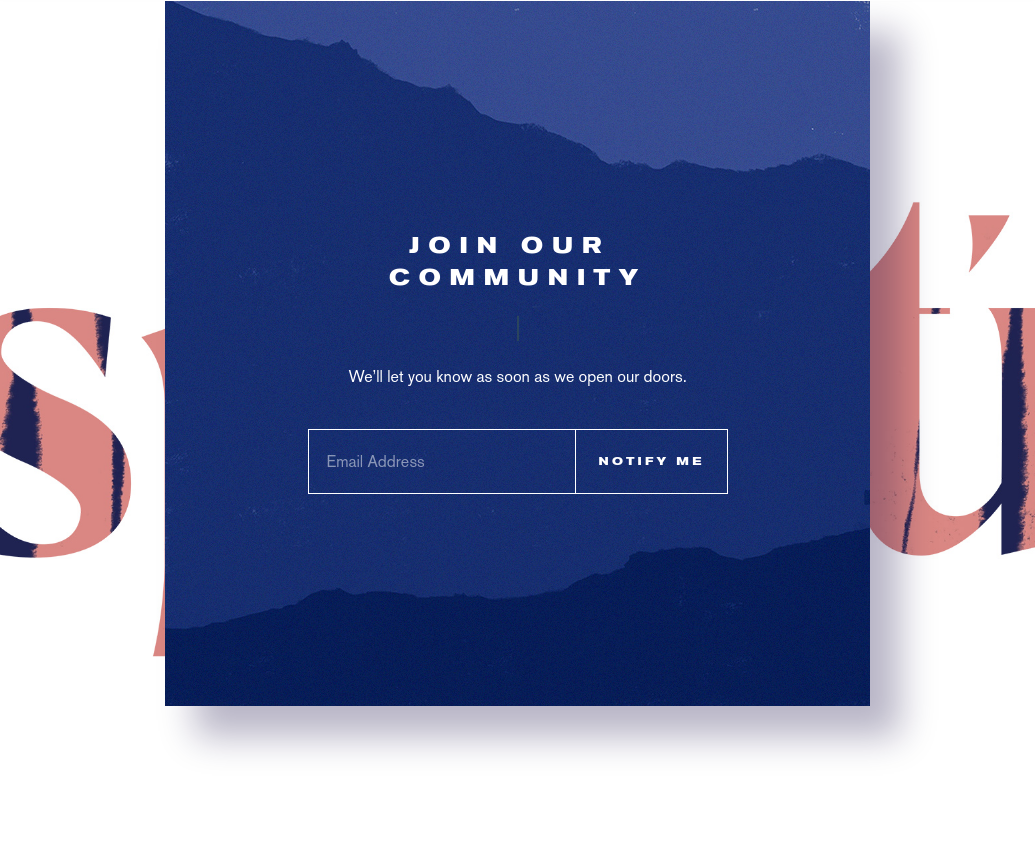 JOIN OUR
COMMUNITY
We'll let you know as soon as we open our doors.
Email Address
NOTIFY ME